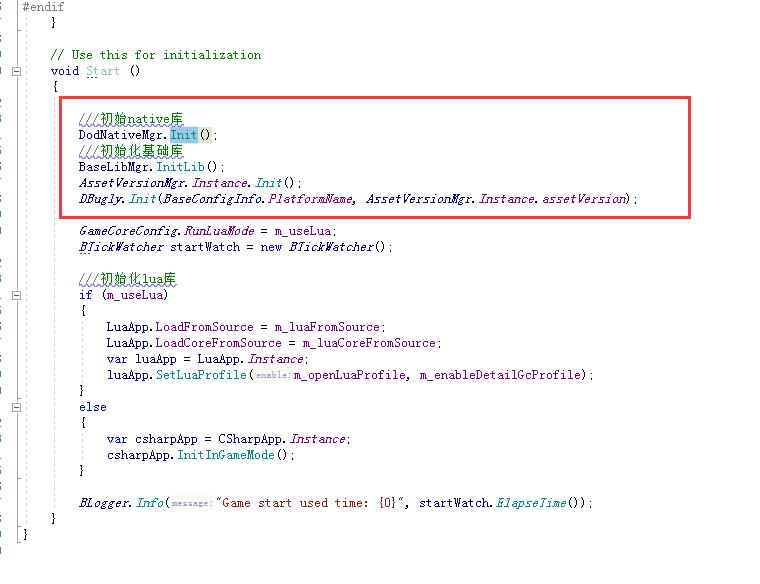 #endif
}
// Use this for initialization
void Start ()
{
///初始native库
DodNativeMgr.Init();
///初始化基础库
BaseLibMgr.InitLib();
AssetVersionMgr.Instance.Init();
DBugly.Init(BaseConfigInfo.PlatformName, AssetVersionMgr.Instance.assetVersion);
GameCoreConfig.RunLuaMode = m_useLua;
BTickWatcher startWatch = new BTickWatcher();
///初始化lua库
if (m_useLua)
{
LuaApp.LoadFromSource = m_luaFromSource;
LuaApp.LoadCoreFromSource = m_luaCoreFromSource;
var luaApp = LuaApp.Instance;
luaApp.SetLuaProfile(enable:m_openLuaProfile, m_enableDetailGcProfile);
}
else
{
var csharpApp = CSharpApp.Instance;
csharpApp.InitInGameMode();
}
BLogger.Info(message:"Game start used time: {0}", startWatch.ElapseTime());
}
}